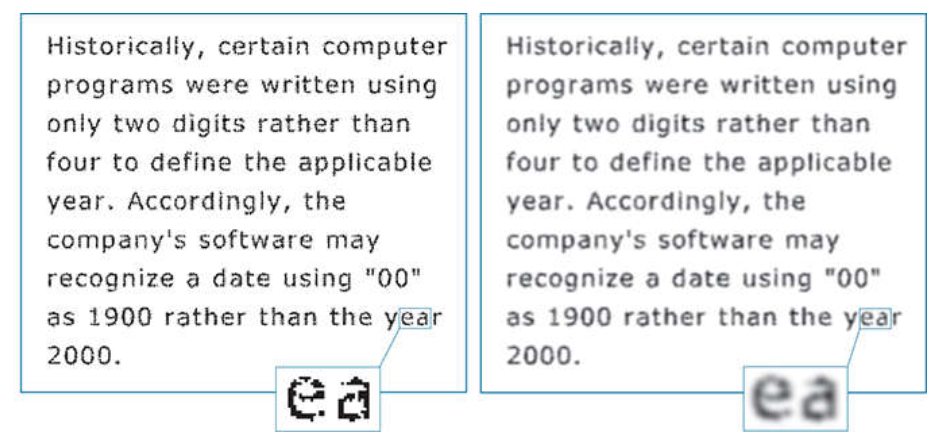 Historically, certain computer
programs were written using
only two digits rather than
four to define the applicable
year. Accordingly, the
company's software may
recognize a date using "00"
as 1900 rather than the year
2000.
ea
Historically, certain computer
programs were written using
only two digits rather than
four to define the applicable
year. Accordingly, the
company's software may
recognize a date using "00"
as 1900 rather than the year
2000.
ea